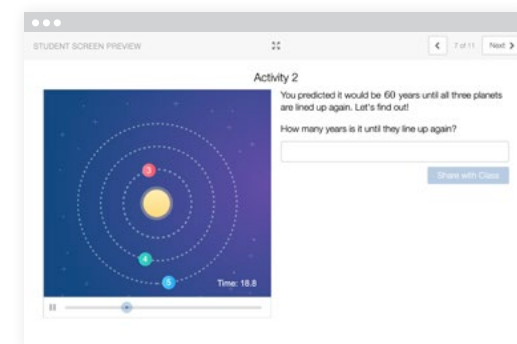 STUDENT SCREEN PREVIEW
7 of 11
Next
Activity 2
You predicted it would be 60 years until all three planets
are lined up again. Let's find out!
How many years is it until they line up again?
Share with Class
3
4
5
Time: 18.8